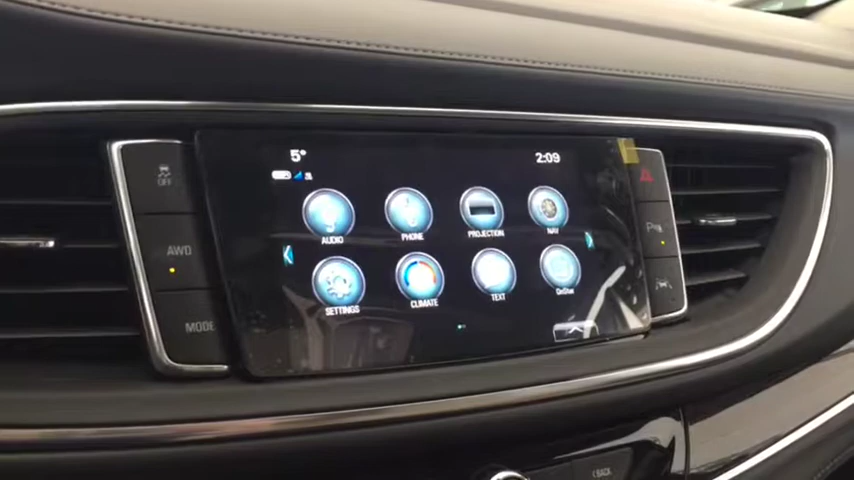 5°
2:09
OFF
AWD
MODE
AUDIO
PHONE
PROJECTION
NAV
SETTINGS
CLIMATE
TEXT
OnStar
BACK